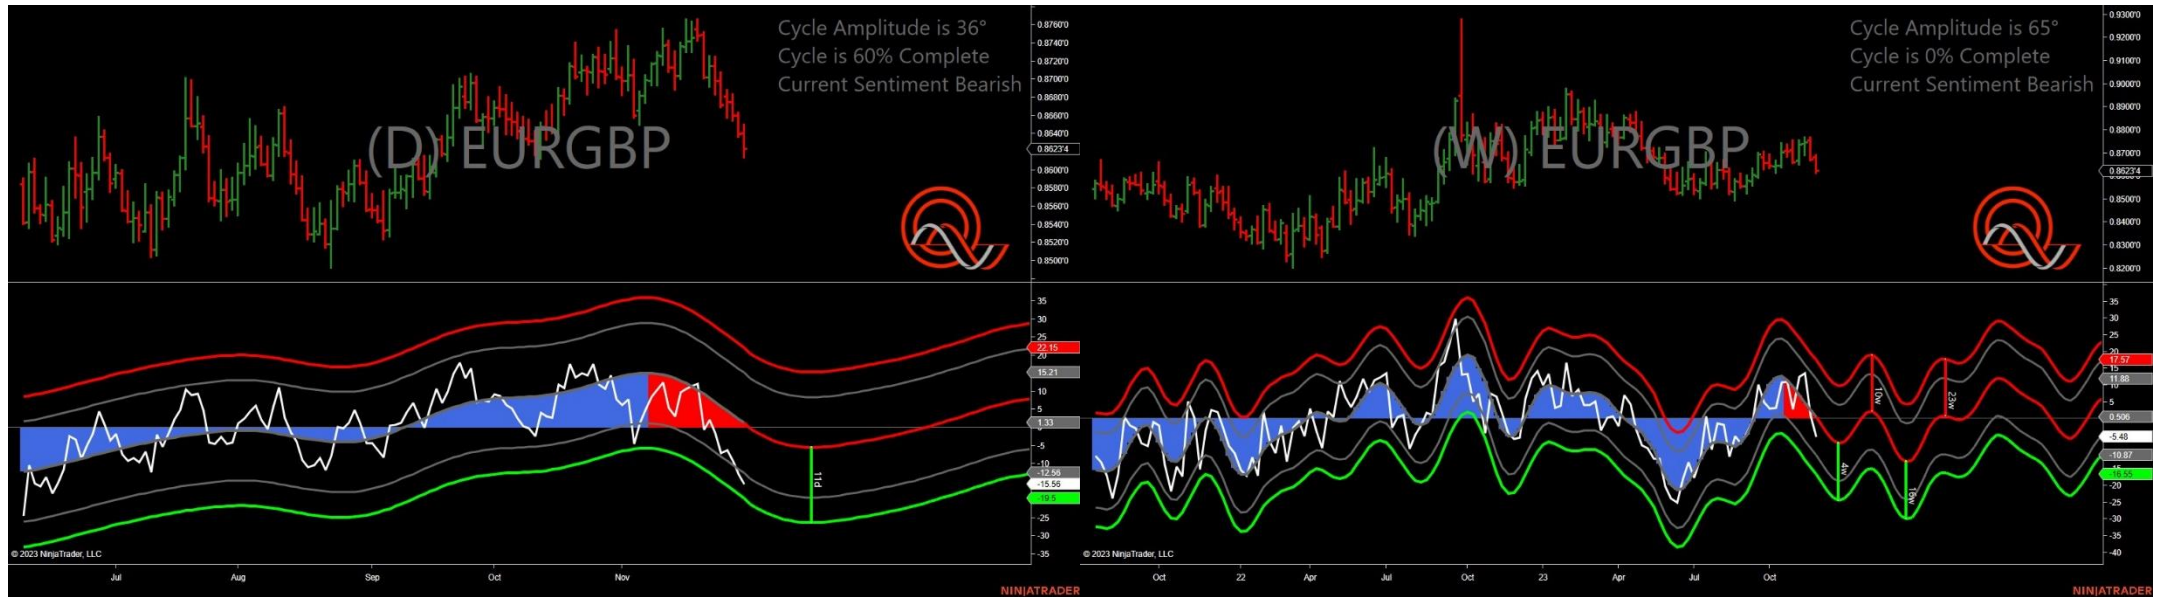 Cycle Amplitude is 36°
Cycle is 60% Complete
Current Sentiment Bearish
(D) EURGBP
0.8760'0
0.8740'0
0.8720'0
0.8700'0
0.8680'0
0.8660'0
0.8640'0
0.8623'4
0.8600'0
0.8580'0
0.8560'0
0.8540'0
0.8520'0
0.8500'0
35
30
25
22.15
20
15.21
10
5
1.33
-5
-10
-12.56
-15.56
-19.5
-25
-30
-35
11d
© 2023 NinjaTrader, LLC
Jul
Aug
Sep
Oct
Nov
NINJATRADER
Cycle Amplitude is 65°
Cycle is 0% Complete
Current Sentiment Bearish
(W) EURGBP
0.9300'0
0.9200'0
0.9100'0
0.9000'0
0.8900'0
0.8800'0
0.8700'0
0.8623'4
0.8500'0
0.8400'0
0.8300'0
0.8200'0
35
30
25
20
17.57
15
11.88
5
0.506
-5.48
-10.87
-15
-16.55
-20
-25
-30
-35
-40
10w
23w
4w
© 2023 NinjaTrader, LLC
Oct
22
Apr
Jul
Oct
23
Apr
Jul
Oct
NINJATRADER